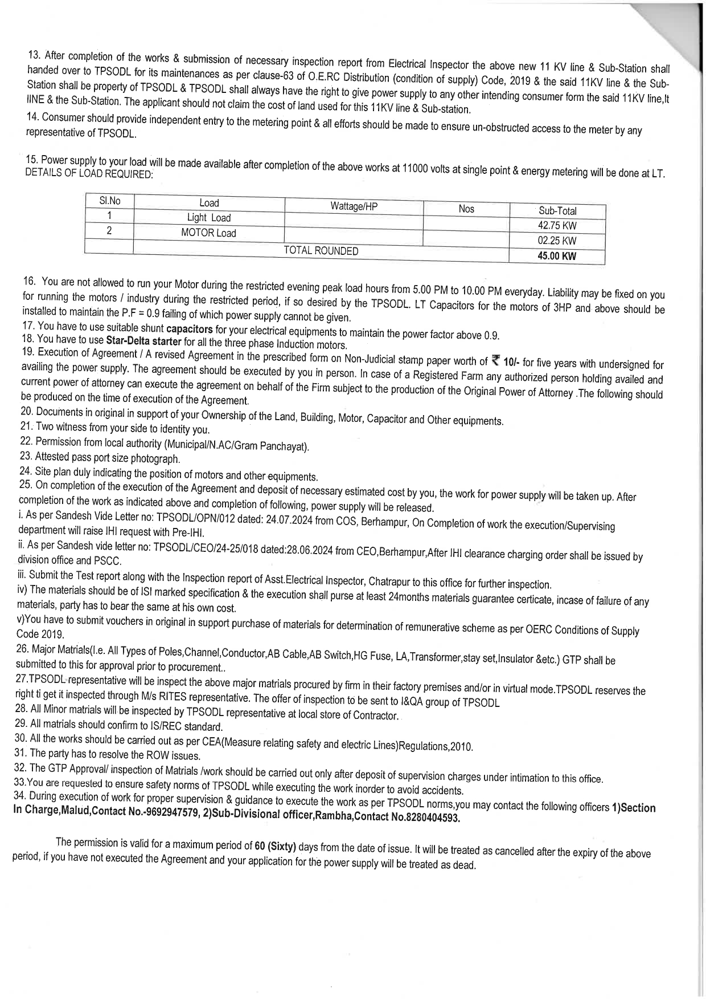 13. After completion of the works & submission of necessary inspection report from Electrical Inspector the above new 11 KV line & Sub-Station shall
handed over to TPSODL for its maintenances as per clause-63 of O.E.RC Distribution (condition of supply) Code, 2019 & the said 11KV line & the Sub-
Station shall be property of TPSODL & TPSODL shall always have the right to give power supply to any other intending consumer form the said 11KV line,lt
lINE & the Sub-Station. The applicant should not claim the cost of land used for this 11KV line & Sub-station.
14. Consumer should provide independent entry to the metering point & all efforts should be made to ensure un-obstructed access to the meter by any
representative of TPSODL.
15. Power supply to your load will be made available after completion of the above works at 11000 volts at single point & energy metering will be done at LT.
DETAILS OF LOAD REQUIRED:
Sl.No Load Wattage/HP Nos Sub-Total
1 Light Load 42.75 KW
2 MOTOR Load 02.25 KW
TOTAL ROUNDED 45.00 KW
16. You are not allowed to run your Motor during the restricted evening peak load hours from 5.00 PM to 10.00 PM everyday. Liability may be fixed on you
for running the motors / industry during the restricted period, if so desired by the TPSODL. LT Capacitors for the motors of 3HP and above should be
installed to maintain the P.F = 0.9 failing of which power supply cannot be given.
17. You have to use suitable shunt capacitors for your electrical equipments to maintain the power factor above 0.9.
18. You have to use Star-Delta starter for all the three phase Induction motors.
19. Execution of Agreement / A revised Agreement in the prescribed form on Non-Judicial stamp paper worth of ₹ 10/- for five years with undersigned for
availing the power supply. The agreement should be executed by you in person. In case of a Registered Farm any authorized person holding availed and
current power of attorney can execute the agreement on behalf of the Firm subject to the production of the Original Power of Attorney .The following should
be produced on the time of execution of the Agreement.
20. Documents in original in support of your Ownership of the Land, Building, Motor, Capacitor and Other equipments.
21. Two witness from your side to identity you.
22. Permission from local authority (Municipal/N.AC/Gram Panchayat).
23. Attested pass port size photograph.
24. Site plan duly indicating the position of motors and other equipments.
25. On completion of the execution of the Agreement and deposit of necessary estimated cost by you, the work for power supply will be taken up. After
completion of the work as indicated above and completion of following, power supply will be released.
i. As per Sandesh Vide Letter no: TPSODL/OPN/012 dated: 24.07.2024 from COS, Berhampur, On Completion of work the execution/Supervising
department will raise IHI request with Pre-IHI.
ii. As per Sandesh vide letter no: TPSODL/CEO/24-25/018 dated:28.06.2024 from CEO,Berhampur,After IHI clearance charging order shall be issued by
division office and PSCC.
iii. Submit the Test report along with the Inspection report of Asst.Electrical Inspector, Chatrapur to this office for further inspection.
iv) The materials should be of ISI marked specification & the execution shall purse at least 24months materials guarantee certicate, incase of failure of any
materials, party has to bear the same at his own cost.
v)You have to submit vouchers in original in support purchase of materials for determination of remunerative scheme as per OERC Conditions of Supply
Code 2019.
26. Major Matrials(I.e. All Types of Poles,Channel,Conductor,AB Cable,AB Switch,HG Fuse, LA,Transformer,stay set,Insulator &etc.) GTP shall be
submitted to this for approval prior to procurement..
27.TPSODL representative will be inspect the above major matrials procured by firm in their factory premises and/or in virtual mode.TPSODL reserves the
right ti get it inspected through M/s RITES representative. The offer of inspection to be sent to I&QA group of TPSODL
28. All Minor matrials will be inspected by TPSODL representative at local store of Contractor.
29. All matrials should confirm to IS/REC standard.
30. All the works should be carried out as per CEA(Measure relating safety and electric Lines)Regulations,2010.
31. The party has to resolve the ROW issues.
32. The GTP Approval/ inspection of Matrials /work should be carried out only after deposit of supervision charges under intimation to this office.
33.You are requested to ensure safety norms of TPSODL while executing the work inorder to avoid accidents.
34. During execution of work for proper supervision & guidance to execute the work as per TPSODL norms,you may contact the following officers 1)Section
In Charge,Malud,Contact No.-9692947579, 2)Sub-Divisional officer,Rambha,Contact No.8280404593.
The permission is valid for a maximum period of 60 (Sixty) days from the date of issue. It will be treated as cancelled after the expiry of the above
period, if you have not executed the Agreement and your application for the power supply will be treated as dead.